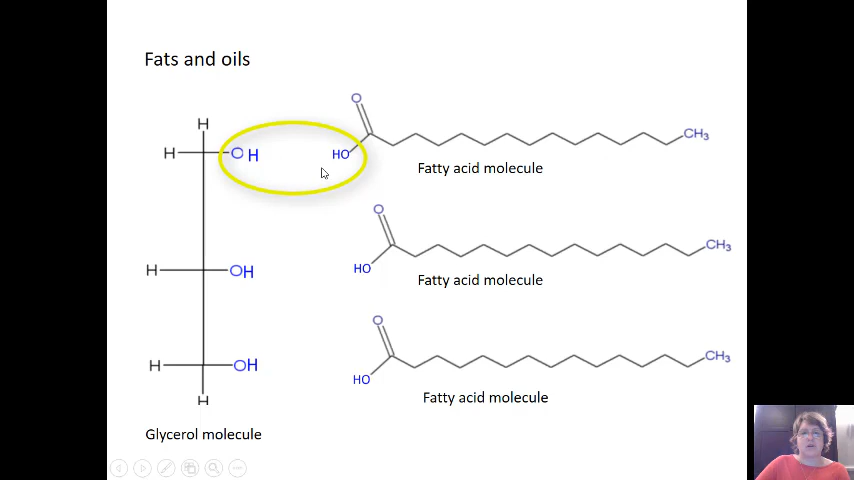 Fats and oils
H
H
O H
O
HO
CH3
Fatty acid molecule
H
OH
O
HO
CH3
Fatty acid molecule
H
OH
H
O
HO
CH3
Fatty acid molecule
Glycerol molecule